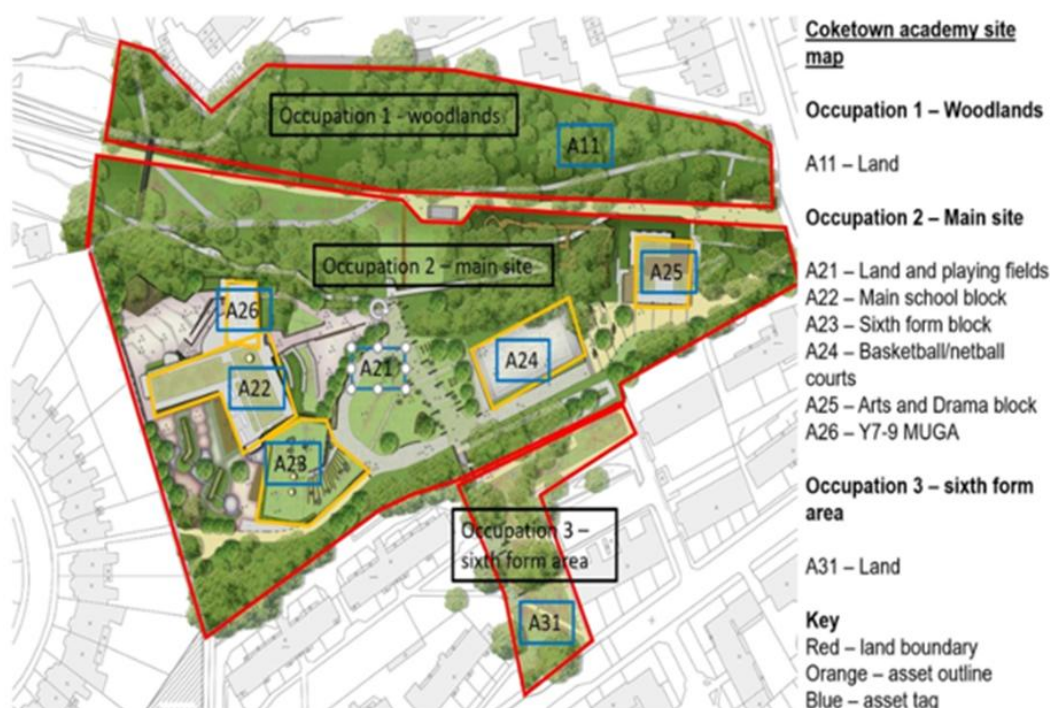 Occupation 1 - woodlands
A11
Occupation 2 – main site
A25
A26
A24
A21
A22
A23
Occupation 3 –
sixth form area
A31
Coketown academy site
map
Occupation 1 – Woodlands
A11 – Land
Occupation 2 – Main site
A21 – Land and playing fields
A22 – Main school block
A23 – Sixth form block
A24 – Basketball/netball
courts
A25 – Arts and Drama block
A26 – Y7-9 MUGA
Occupation 3 – sixth form
area
A31 – Land
Key
Red – land boundary
Orange – asset outline
Blue – asset tag